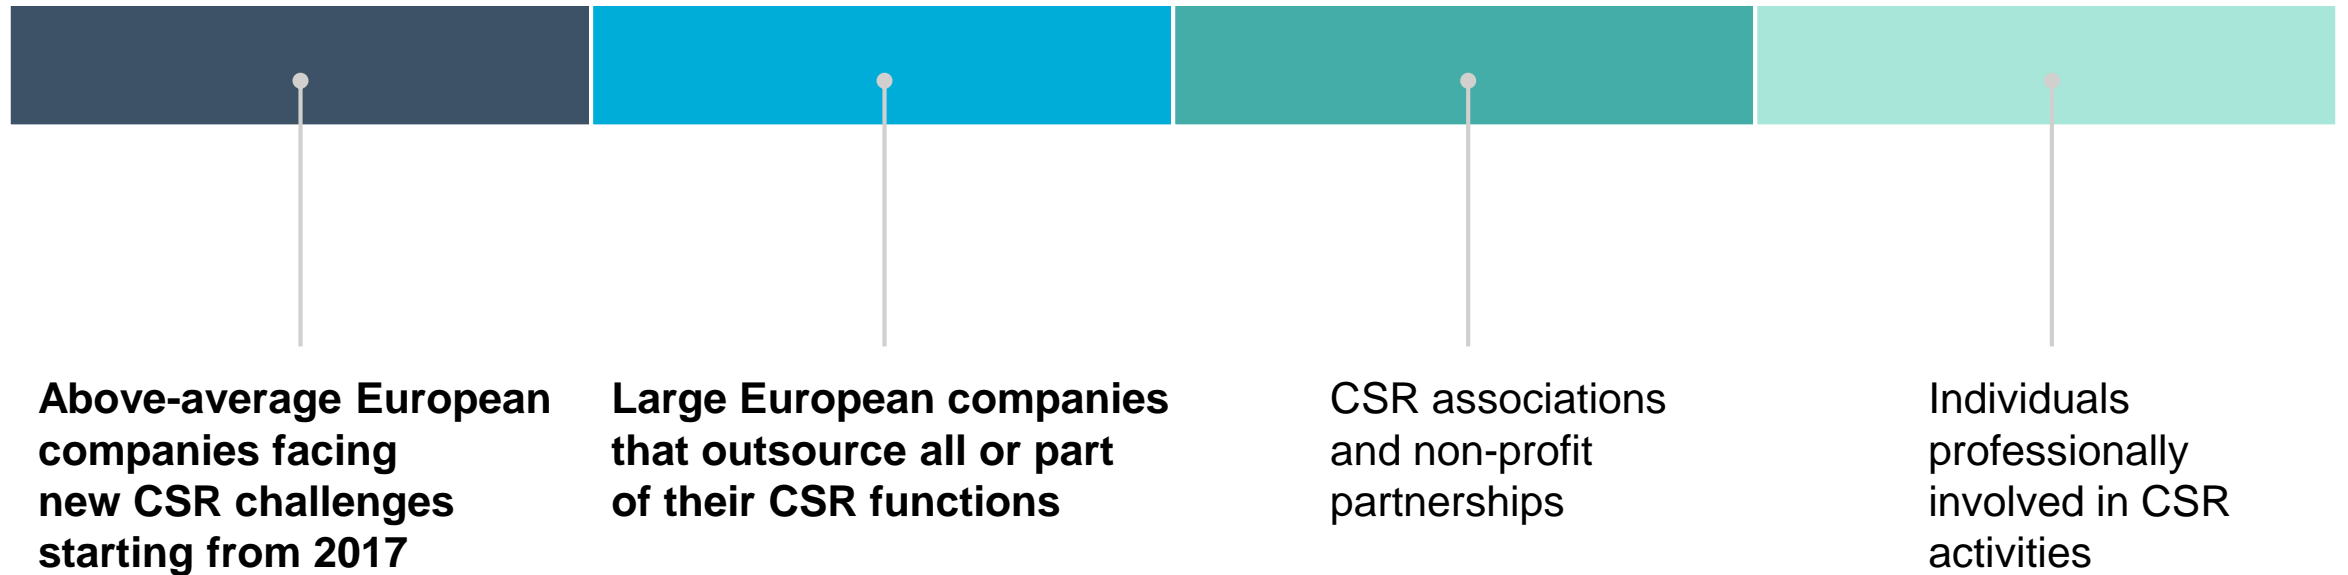 Above-average European
companies facing
new CSR challenges
starting from 2017
Large European companies
that outsource all or part
of their CSR functions
CSR associations
and non-profit
partnerships
Individuals
professionally
involved in CSR
activities